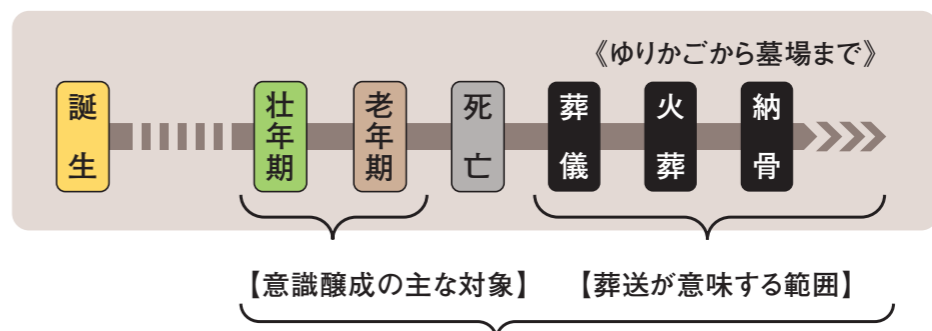 《ゆりかごから墓場まで》
誕生
壮年期
老年期
死亡
葬儀
火葬
納骨
【意識醸成の主な対象】
【葬送が意味する範囲】